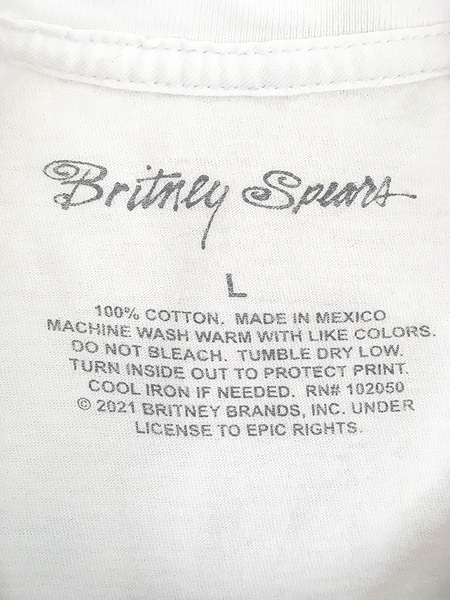 Britney Spears
L
100% COTTON. MADE IN MEXICO
MACHINE WASH WARM WITH LIKE COLORS.
DO NOT BLEACH. TUMBLE DRY LOW.
TURN INSIDE OUT TO PROTECT PRINT.
COOL IRON IF NEEDED. RN# 102050
© 2021 BRITNEY BRANDS, INC. UNDER
LICENSE TO EPIC RIGHTS.